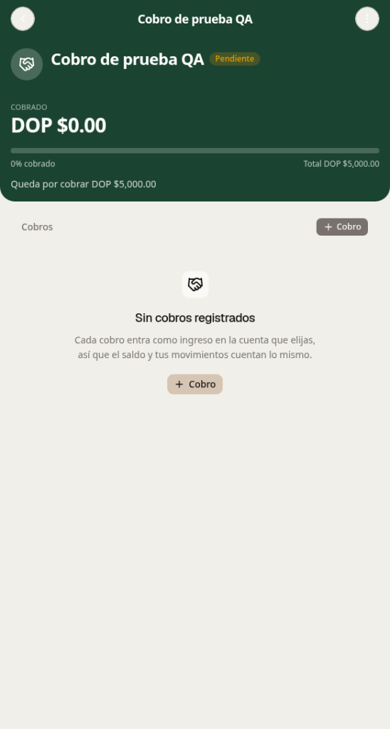 Cobro de prueba QA
Cobro de prueba QA Pendiente
COBRADO
DOP $0.00
0% cobrado Total DOP $5,000.00
Queda por cobrar DOP $5,000.00
Cobros + Cobro
Sin cobros registrados
Cada cobro entra como ingreso en la cuenta que elijas,
así que el saldo y tus movimientos cuentan lo mismo.
+ Cobro